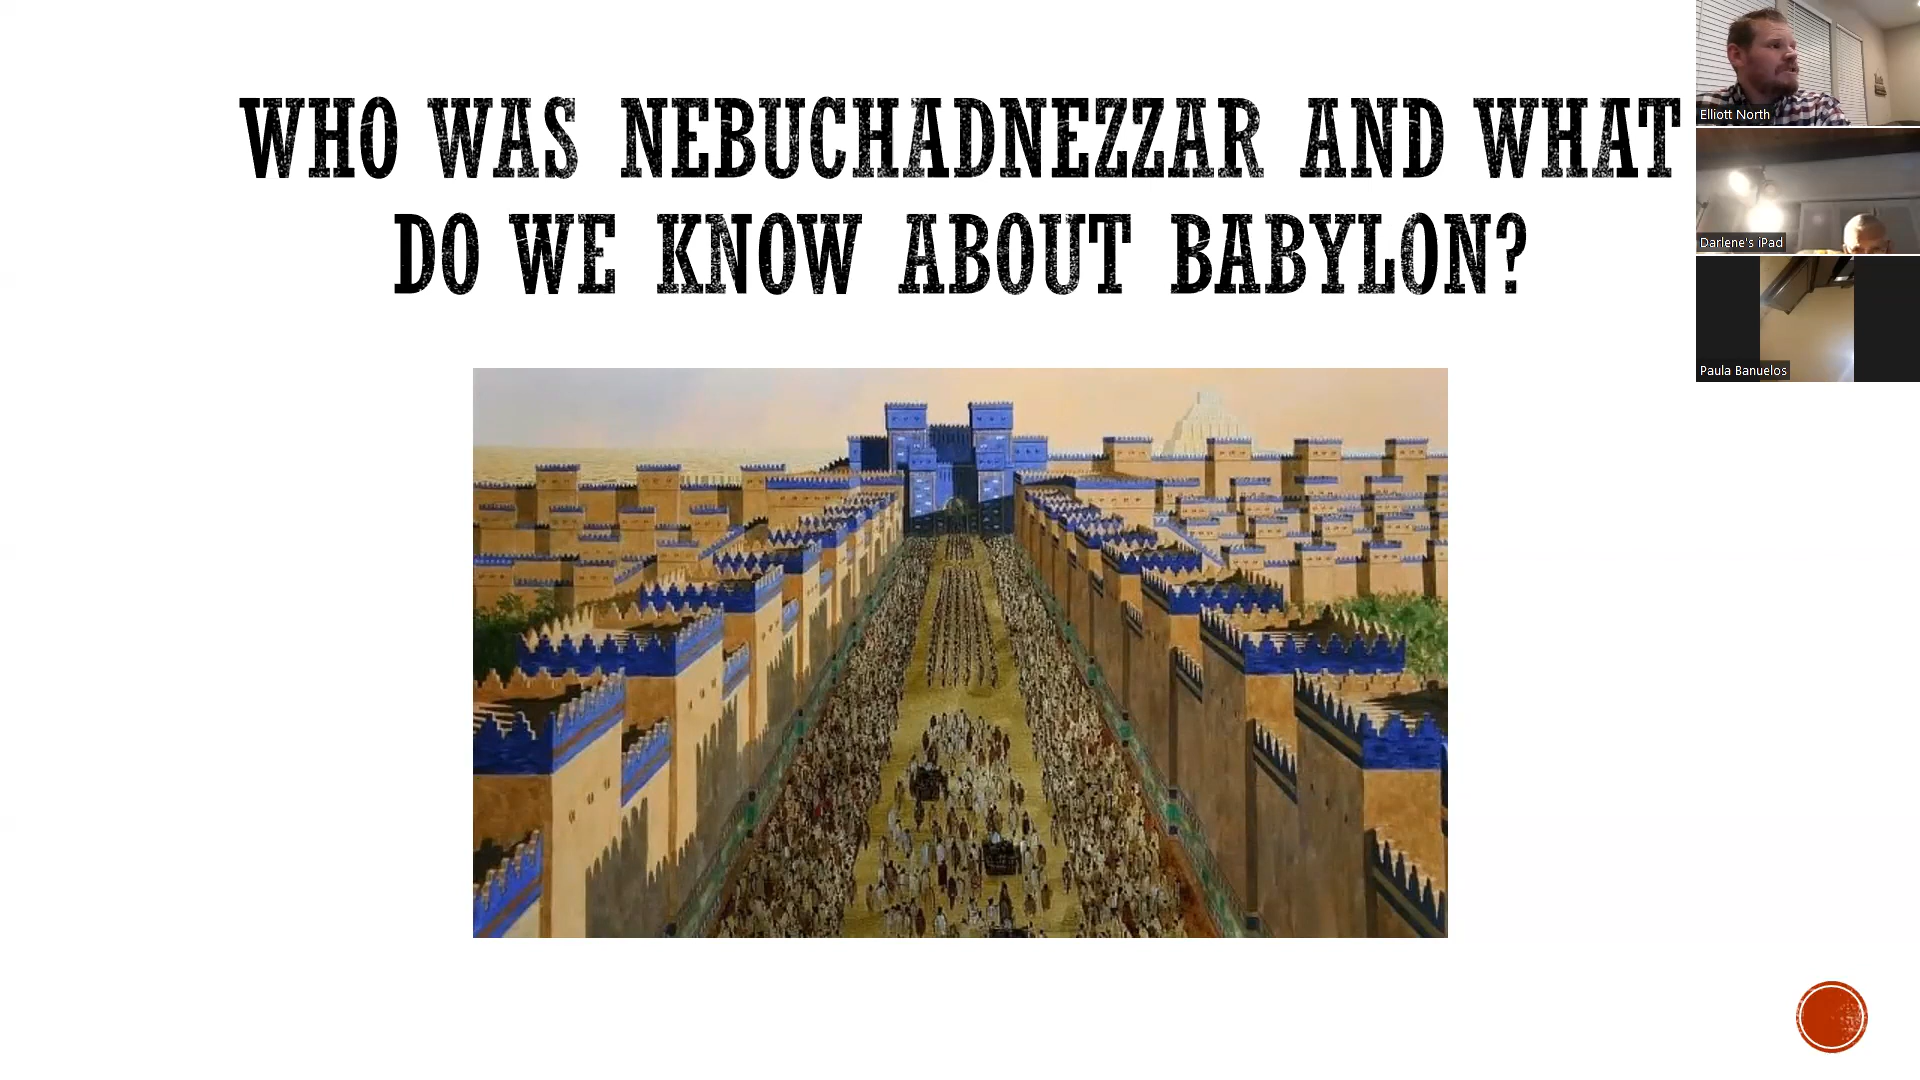 WHO WAS NEBUCHADNEZZAR AND WHAT
DO WE KNOW ABOUT BABYLON?
Elliott North
Darlene's iPad
Paula Banuelos